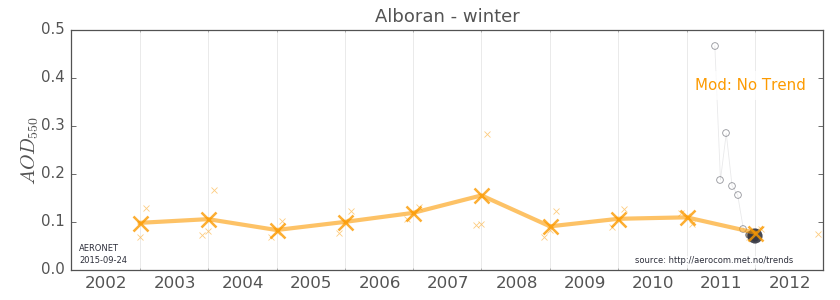 Alboran - winter
0.5
0.4
0.3
0.2
0.1
0.0
AOD550
Mod: No Trend
AERONET
2015-09-24
source: http://aerocom.met.no/trends
2002 2003 2004 2005 2006 2007 2008 2009 2010 2011 2012